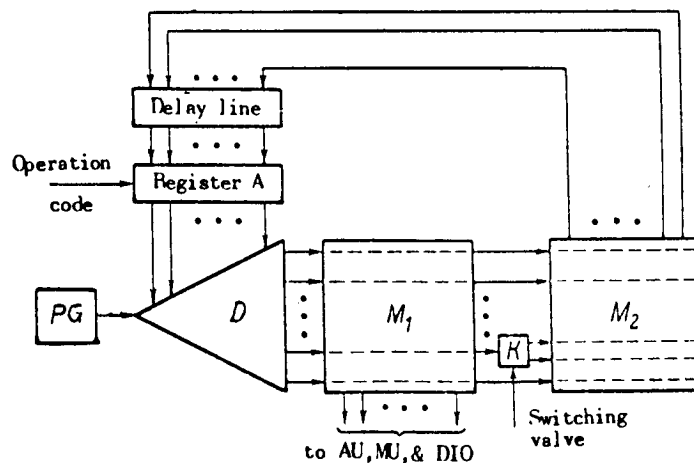 Delay line
Operation
code
Register A
PG
D
M₁
M₂
K
Switching
valve
to AU, MU, & DIO